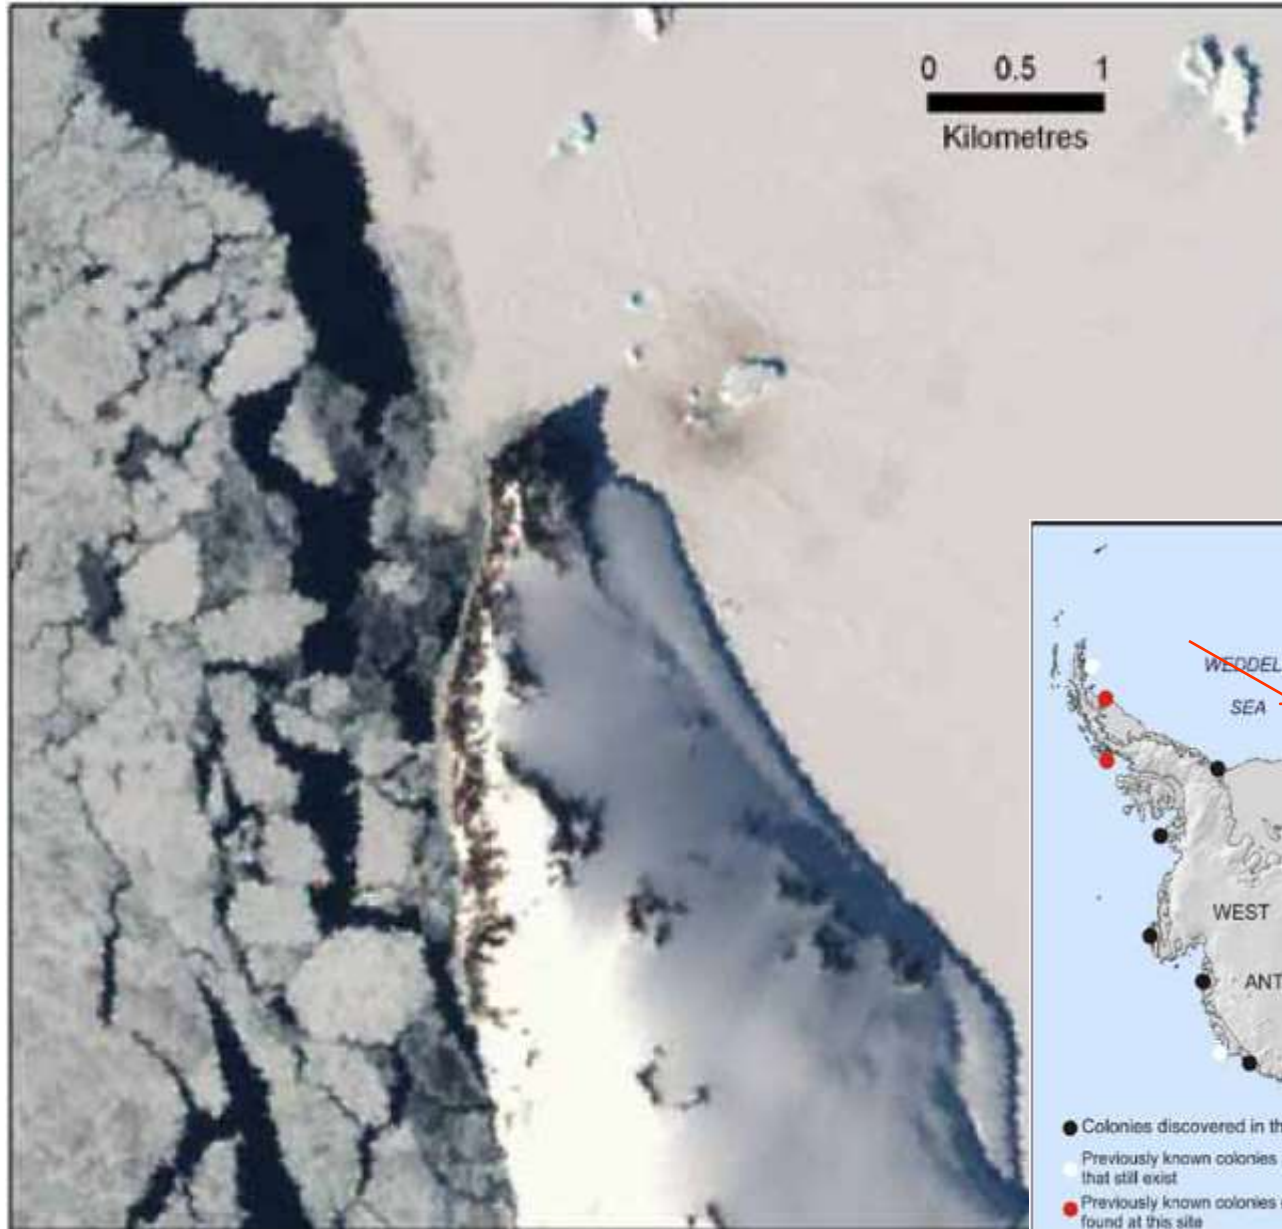 0 0.5 1
Kilometres
WEDDEL
SEA
WEST
ANT
Colonies discovered in th
Previously known colonies
that still exist
Previously known colonies
found at this site